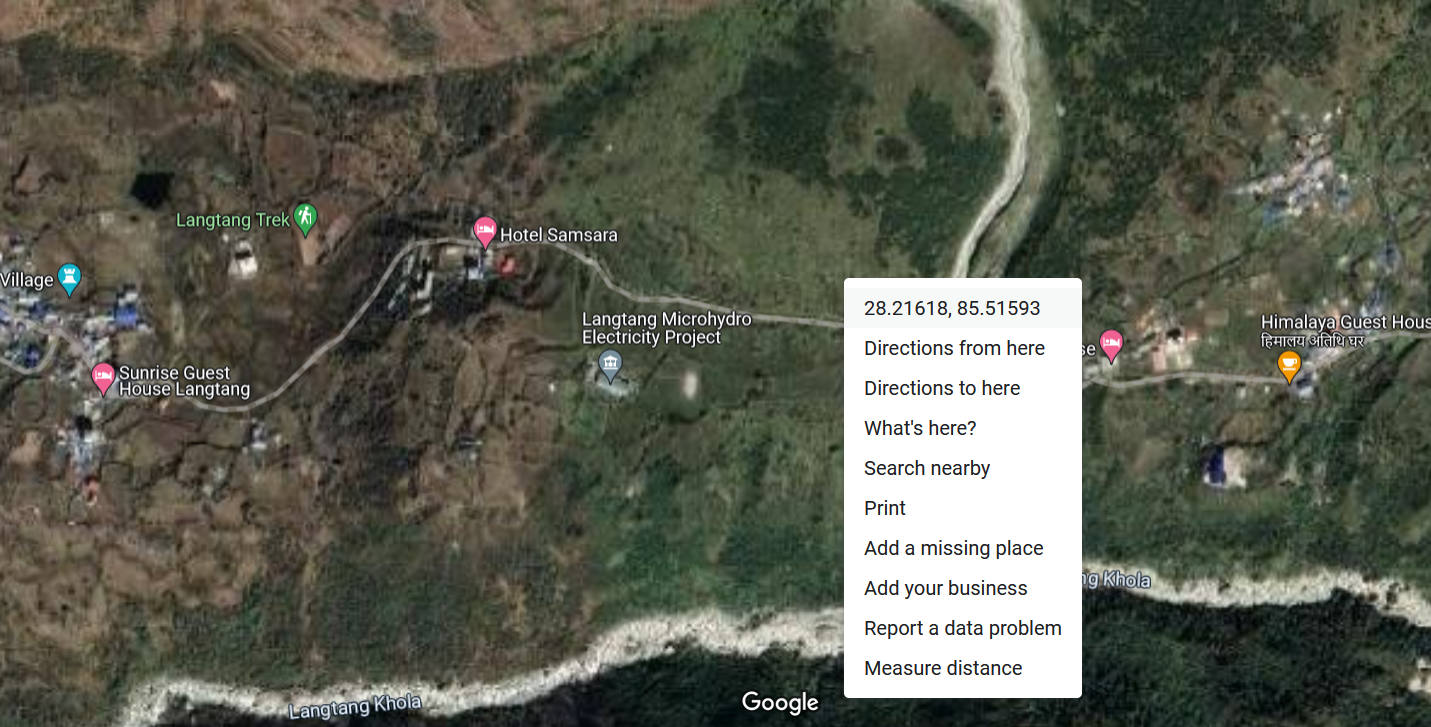 Langtang Trek
Hotel Samsara
Village
Langtang Microhydro
Electricity Project
Sunrise Guest
House Langtang
28.21618, 85.51593
Directions from here
Directions to here
What's here?
Search nearby
Print
Add a missing place
Add your business
Report a data problem
Measure distance
se
Himalaya Guest Hous
हिमालय अतिथि घर
ng Khola
Langtang Khola
Google